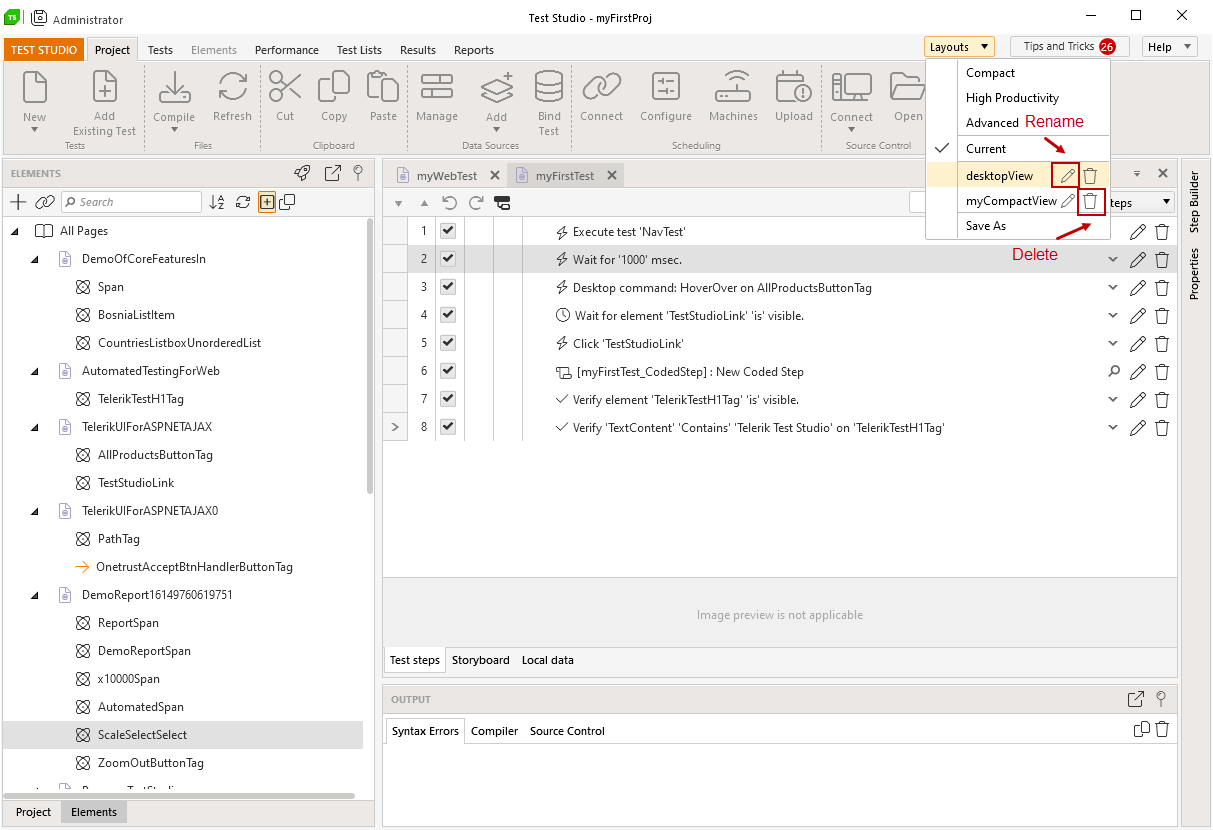 TS
Administrator
Test Studio - myFirstProj
TEST STUDIO
Project
Tests
Elements
Performance
Test Lists
Results
Reports
Layouts
Tips and Tricks 26
Help
New
Add
Existing Test
Tests
Compile
Refresh
Files
Cut
Copy
Paste
Clipboard
Manage
Add
Bind
Test
Data Sources
Connect
Configure
Machines
Upload
Scheduling
Connect
Open
Source Control
Compact
High Productivity
Advanced
Rename
Current
desktopView
myCompactView
Save As
Delete
ELEMENTS
Search
All Pages
DemoOfCoreFeaturesIn
Span
BosniaListItem
CountriesListboxUnorderedList
AutomatedTestingForWeb
TelerikTestH1Tag
TelerikUIForASPNETAJAX
AllProductsButtonTag
TestStudioLink
TelerikUIForASPNETAJAX0
PathTag
OnetrustAcceptBtnHandlerButtonTag
DemoReport16149760619751
ReportSpan
DemoReportSpan
x10000Span
AutomatedSpan
ScaleSelectSelect
ZoomOutButtonTag
Project
Elements
myWebTest
myFirstTest
teps
1 Execute test 'NavTest'
2 Wait for '1000' msec.
3 Desktop command: HoverOver on AllProductsButtonTag
4 Wait for element 'TestStudioLink' 'is' visible.
5 Click 'TestStudioLink'
6 [myFirstTest_CodedStep] : New Coded Step
7 Verify element 'TelerikTestH1Tag' 'is' visible.
8 Verify 'TextContent' 'Contains' 'Telerik Test Studio' on 'TelerikTestH1Tag'
Image preview is not applicable
Test steps
Storyboard
Local data
OUTPUT
Syntax Errors
Compiler
Source Control
Step Builder
Properties